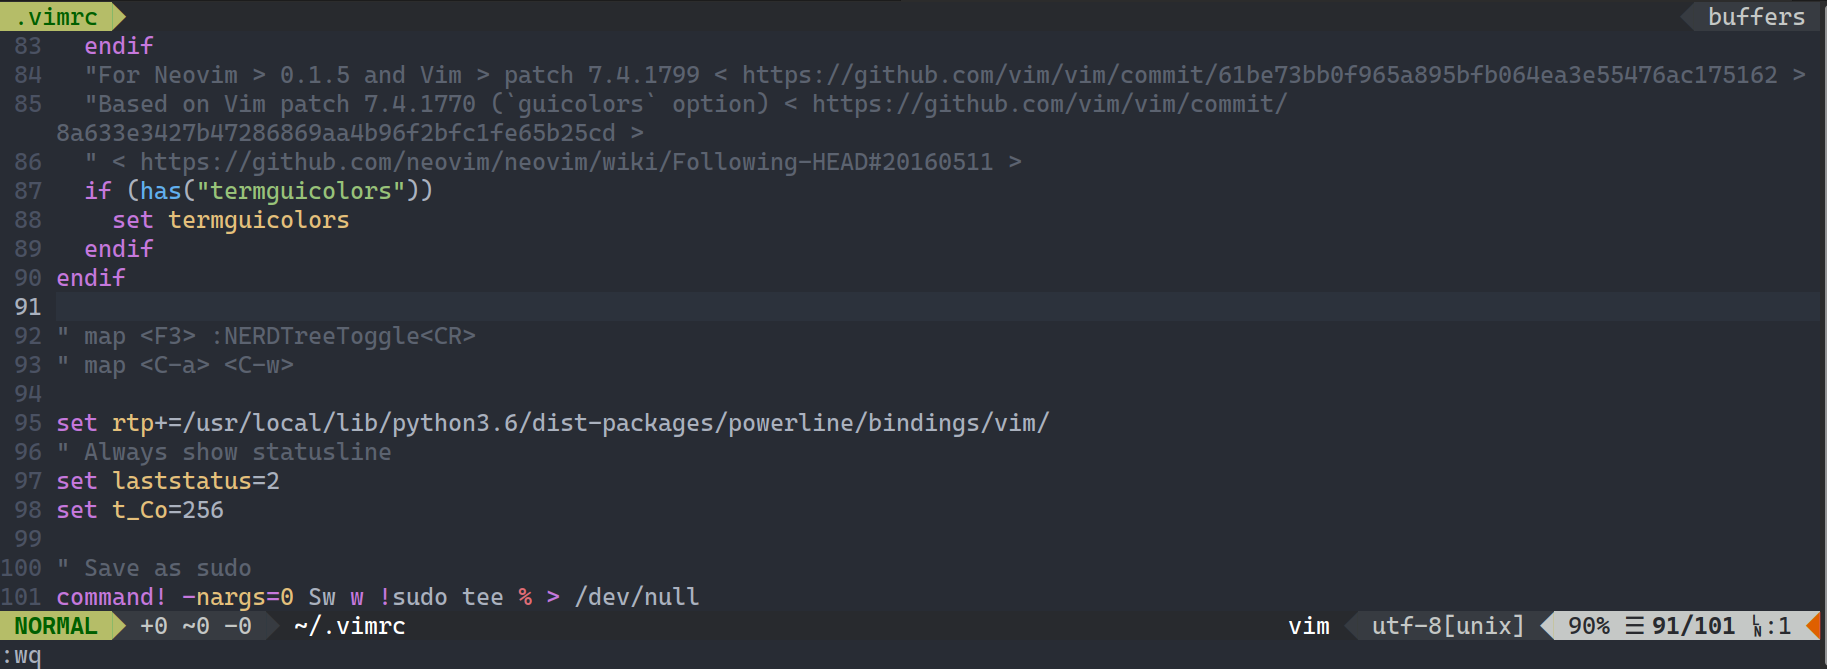 .vimrc buffers
83 endif
84 "For Neovim > 0.1.5 and Vim > patch 7.4.1799 < https://github.com/vim/vim/commit/61be73bb0f965a895bfb064ea3e55476ac175162 >
85 "Based on Vim patch 7.4.1770 (`guicolors` option) < https://github.com/vim/vim/commit/
8a633e3427b47286869aa4b96f2bfc1fe65b25cd >
86 " < https://github.com/neovim/neovim/wiki/Following-HEAD#20160511 >
87 if (has("termguicolors"))
88 set termguicolors
89 endif
90 endif
91
92 " map <F3> :NERDTreeToggle<CR>
93 " map <C-a> <C-w>
94
95 set rtp+=/usr/local/lib/python3.6/dist-packages/powerline/bindings/vim/
96 " Always show statusline
97 set laststatus=2
98 set t_Co=256
99
100 " Save as sudo
101 command! -nargs=0 Sw w !sudo tee % > /dev/null
NORMAL +0 ~0 -0 ~/.vimrc vim utf-8[unix] 90% ☰ 91/101 ␤:1
:wq